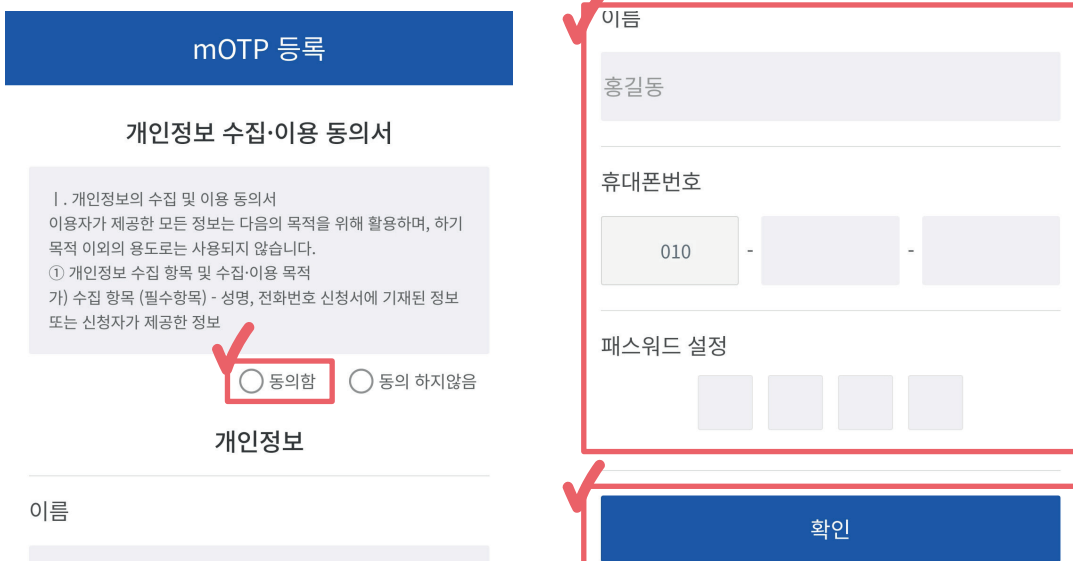 mOTP 등록
개인정보 수집·이용 동의서
Ⅰ. 개인정보의 수집 및 이용 동의서
이용자가 제공한 모든 정보는 다음의 목적을 위해 활용하며, 하기
목적 이외의 용도로는 사용되지 않습니다.
① 개인정보 수집 항목 및 수집·이용 목적
가) 수집 항목 (필수항목) - 성명, 전화번호 신청서에 기재된 정보
또는 신청자가 제공한 정보
동의함 동의 하지않음
개인정보
이름
이름
홍길동
휴대폰번호
010 - -
패스워드 설정
확인